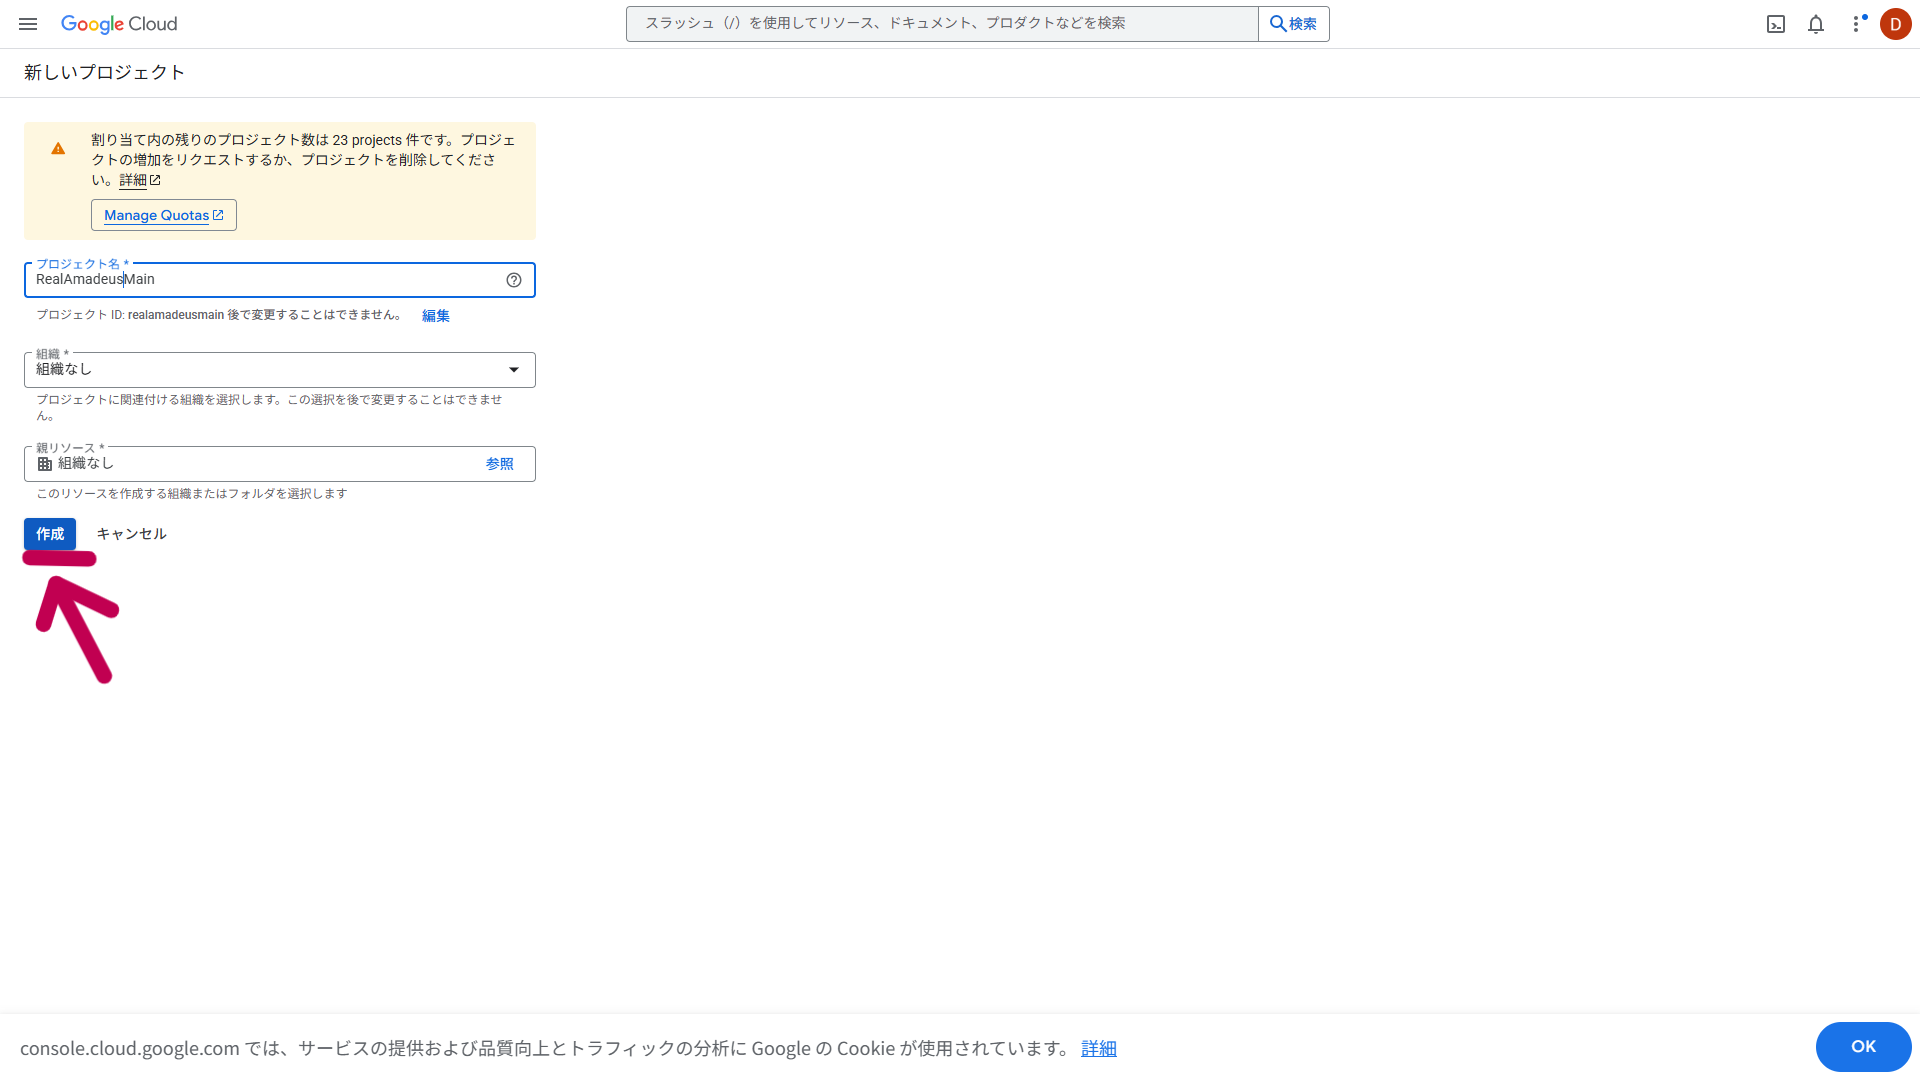 Google Cloud
スラッシュ（/）を使用してリソース、ドキュメント、プロダクトなどを検索
検索
D
新しいプロジェクト
割り当て内の残りのプロジェクト数は 23 projects 件です。プロジェ
クトの増加をリクエストするか、プロジェクトを削除してくださ
い。詳細
Manage Quotas
プロジェクト名 *
RealAmadeusMain
プロジェクト ID: realamadeusmain 後で変更することはできません。 編集
組織 *
組織なし
プロジェクトに関連付ける組織を選択します。この選択を後で変更することはできませ
ん。
親リソース *
組織なし 参照
このリソースを作成する組織またはフォルダを選択します
作成 キャンセル
console.cloud.google.com では、サービスの提供および品質向上とトラフィックの分析に Google の Cookie が使用されています。 詳細
OK